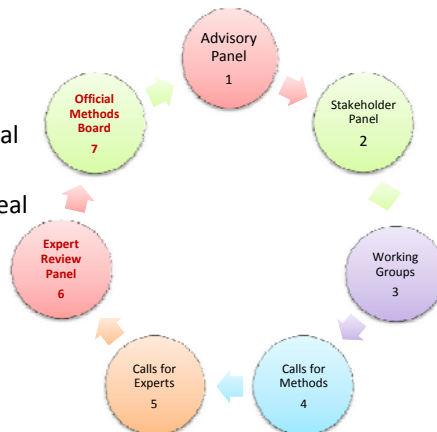 Advisory
Panel
1
Stakeholder
Panel
2
Working
Groups
3
Calls for
Methods
4
Calls for
Experts
5
Expert
Review
Panel
6
Official
Methods
Board
7
al
eal